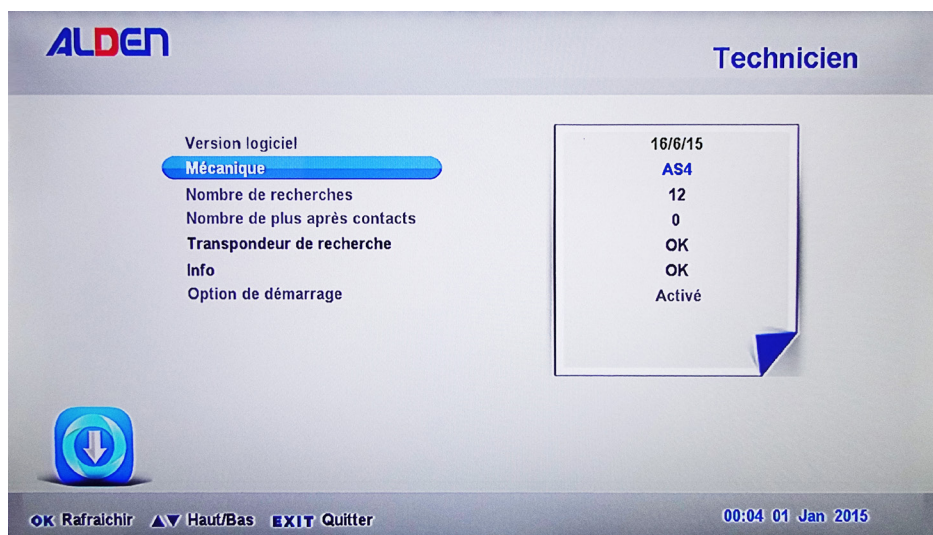 ALDEN
Technicien
Version logiciel 16/6/15
Mécanique AS4
Nombre de recherches 12
Nombre de plus après contacts 0
Transpondeur de recherche OK
Info OK
Option de démarrage Activé
OK Rafraichir ▲▼ Haut/Bas EXIT Quitter 00:04 01 Jan 2015